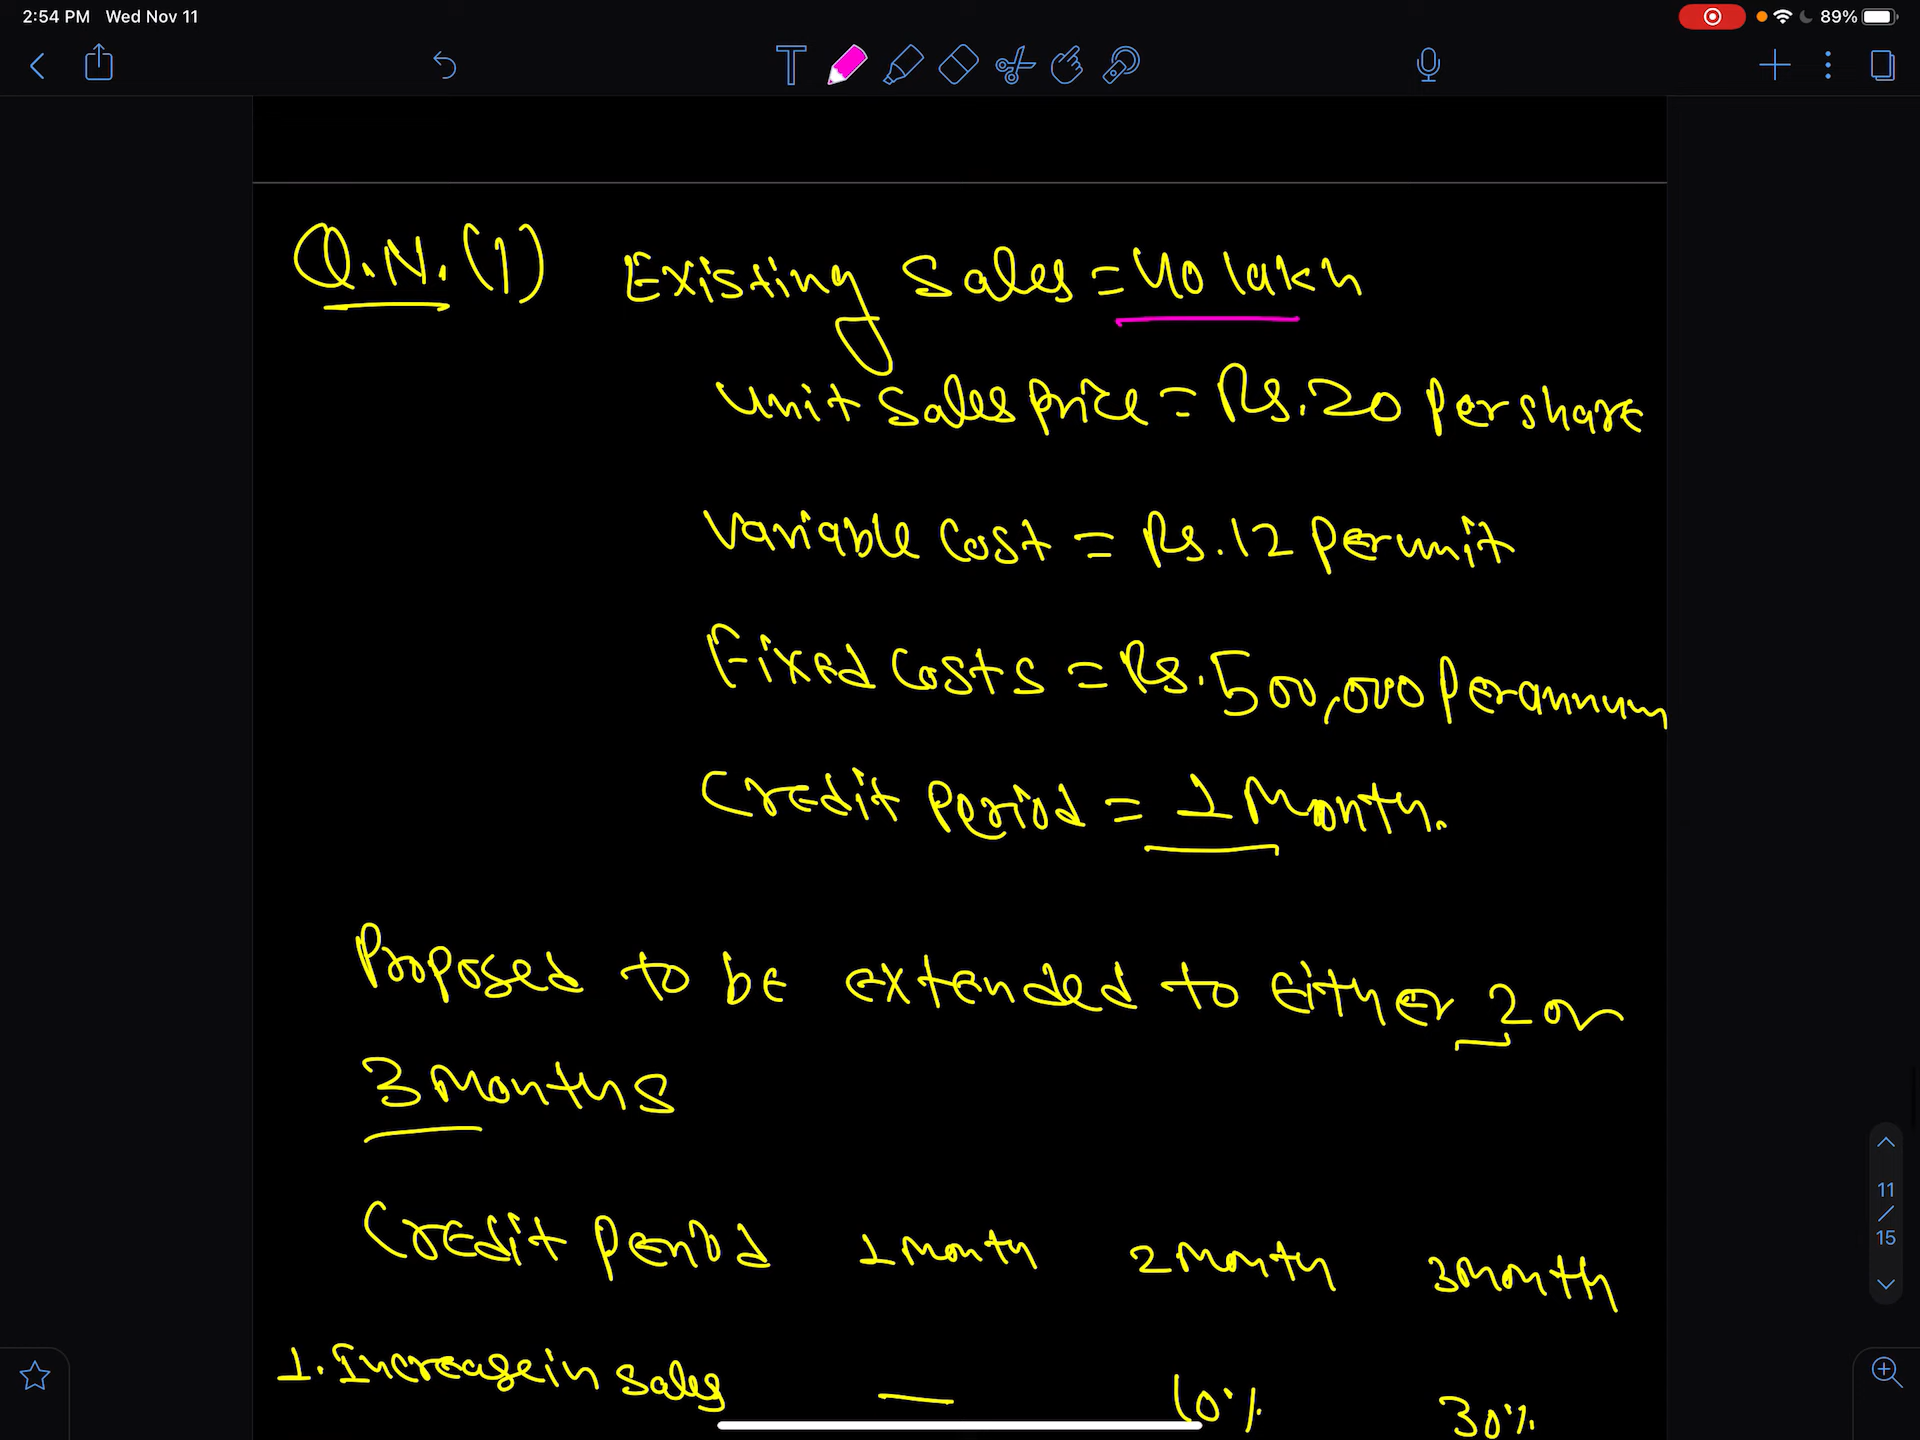 2:54 PM Wed Nov 11
89%
Q.N. (1) Existing Sales = 40 lakh
Unit Sales Price = Rs. 20 Per share
Variable Cost = Rs. 12 Per unit
Fixed Costs = Rs. 500,000 Per annum
Credit Period = 1 Month.
Proposed to be extended to Either 2 or
3 Months
Credit Period 1 Month 2 Month 3 Month
1. Increase in Sales — 10% 30%
11
/
15